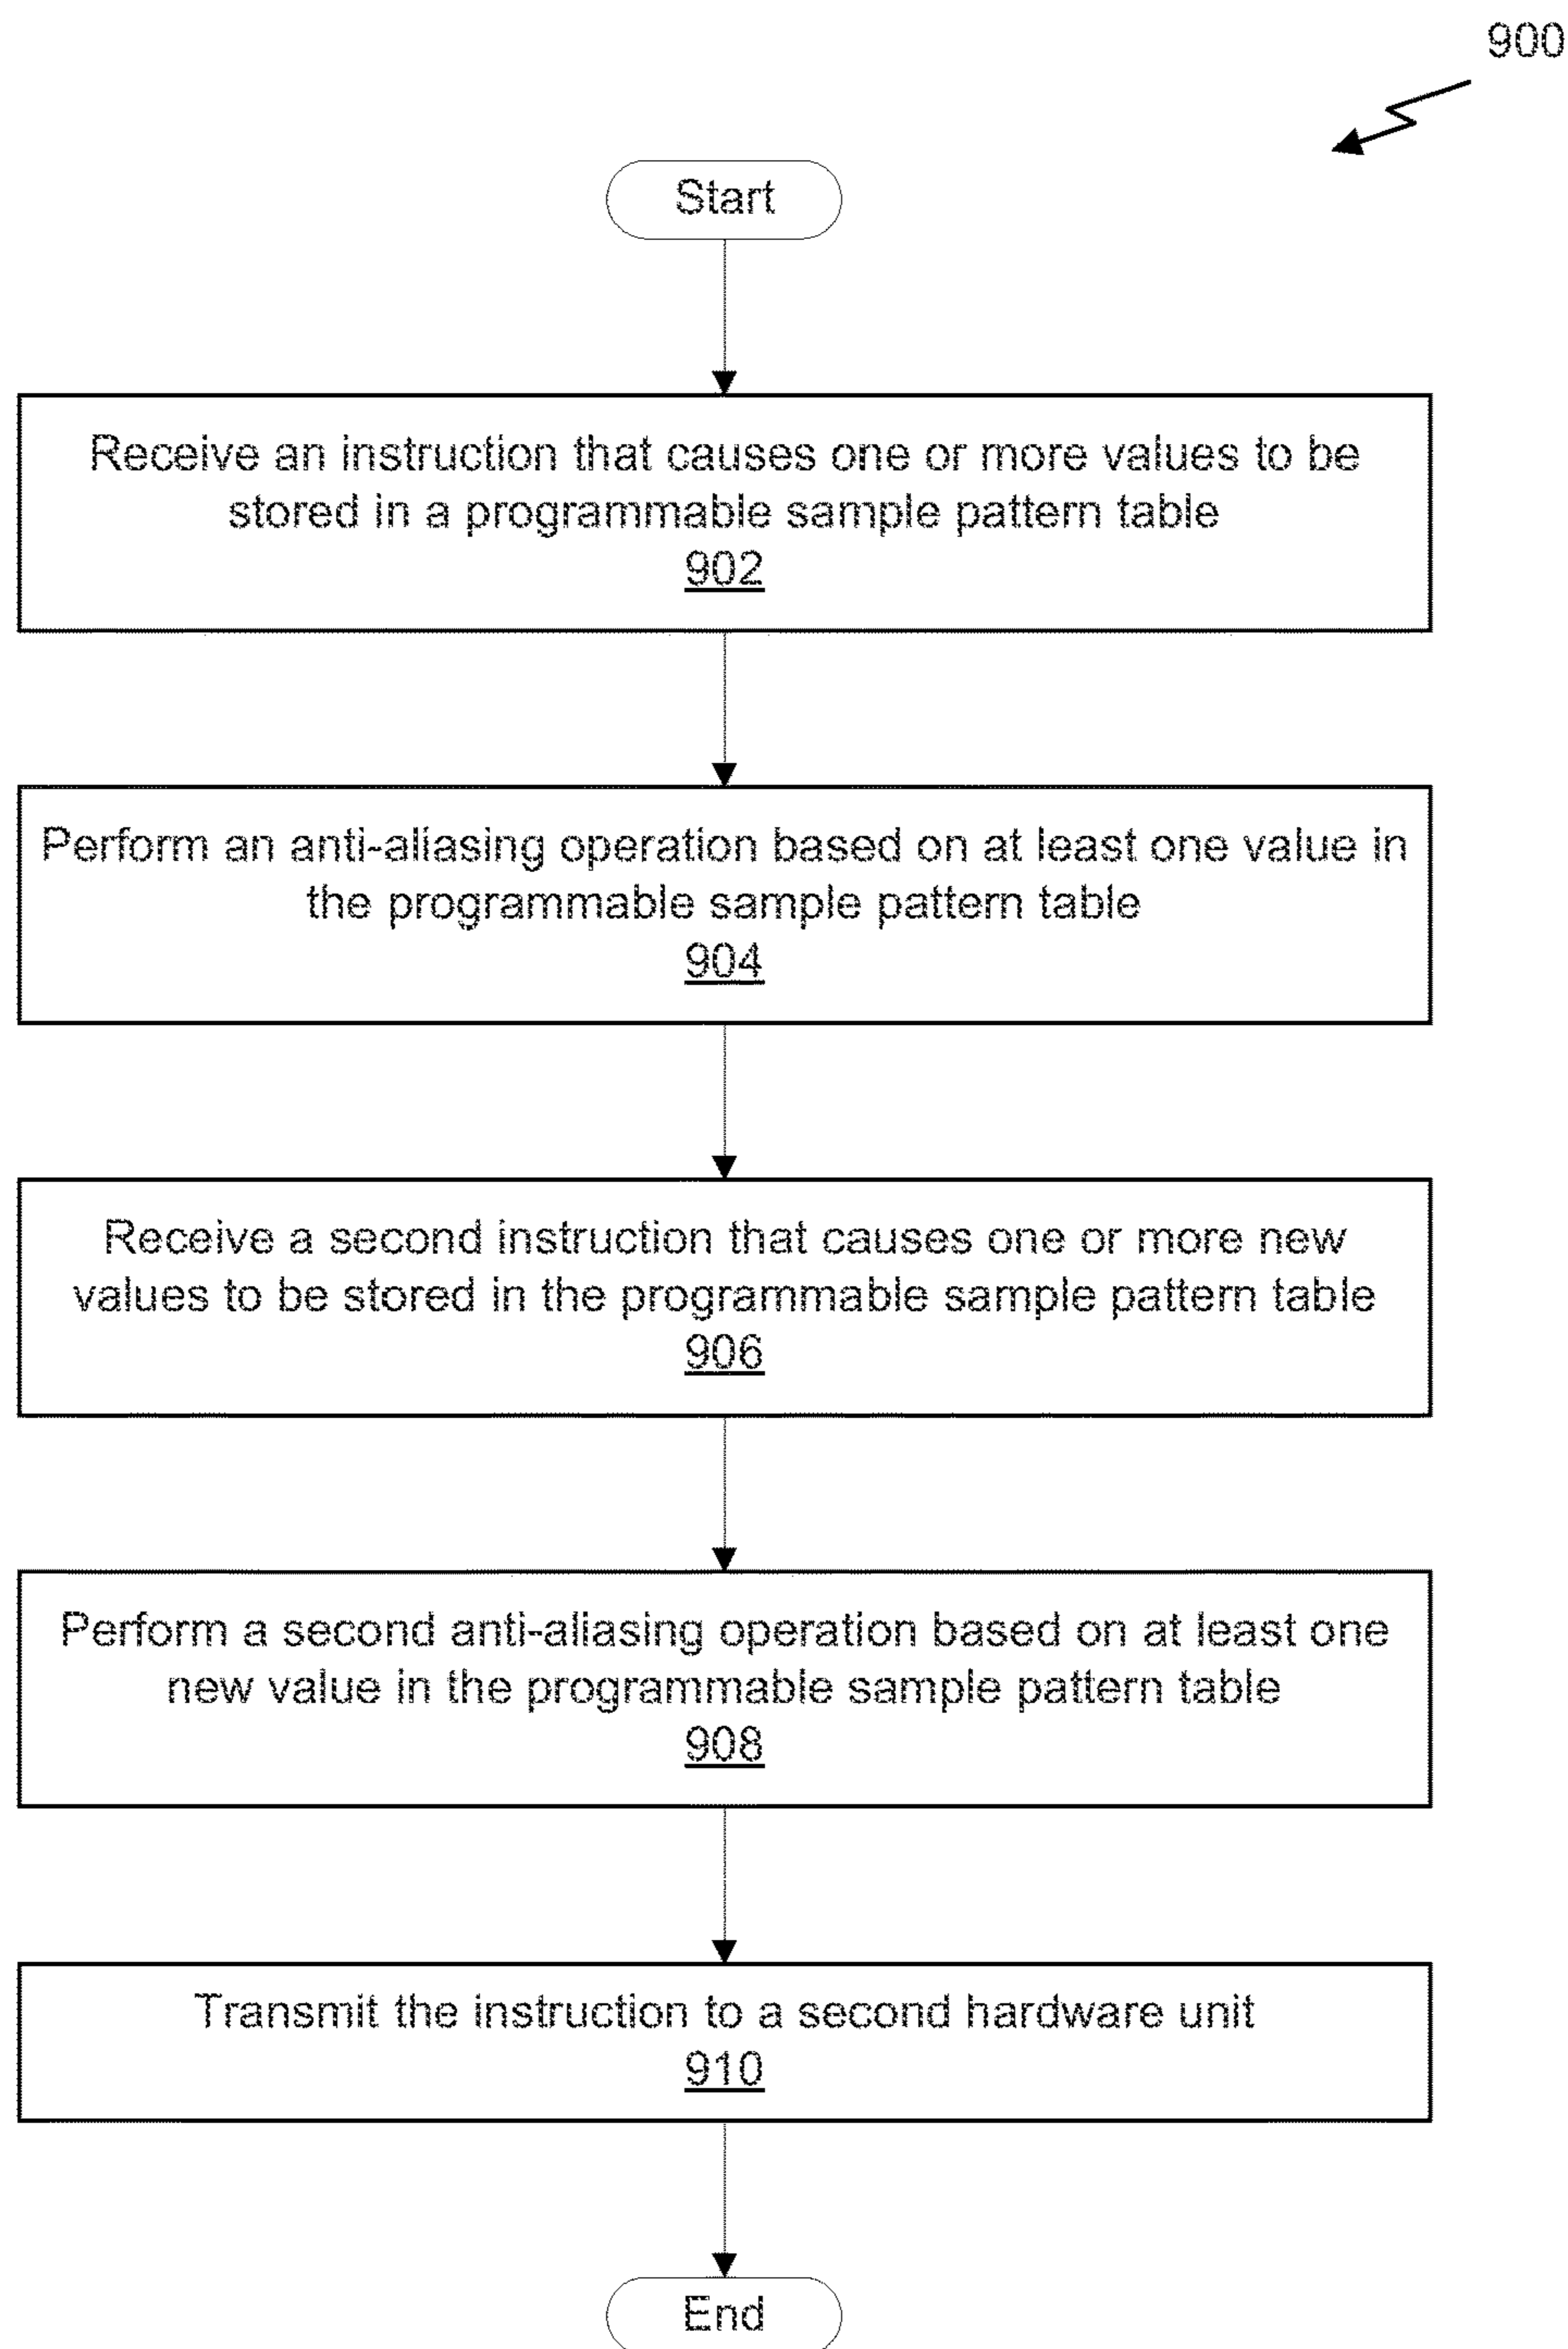 900
Start
Receive an instruction that causes one or more values to be
stored in a programmable sample pattern table
902
Perform an anti-aliasing operation based on at least one value in
the programmable sample pattern table
904
Receive a second instruction that causes one or more new
values to be stored in the programmable sample pattern table
906
Perform a second anti-aliasing operation based on at least one
new value in the programmable sample pattern table
908
Transmit the instruction to a second hardware unit
910
End